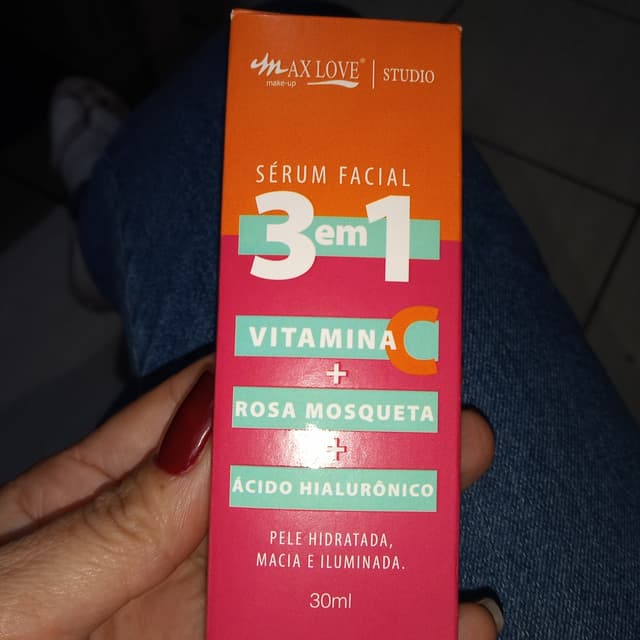 MAX LOVE® | STUDIO
make-up
SÉRUM FACIAL
3 em 1
VITAMINA C
+
ROSA MOSQUETA
+
ÁCIDO HIALURÔNICO
PELE HIDRATADA,
MACIA E ILUMINADA.
30ml